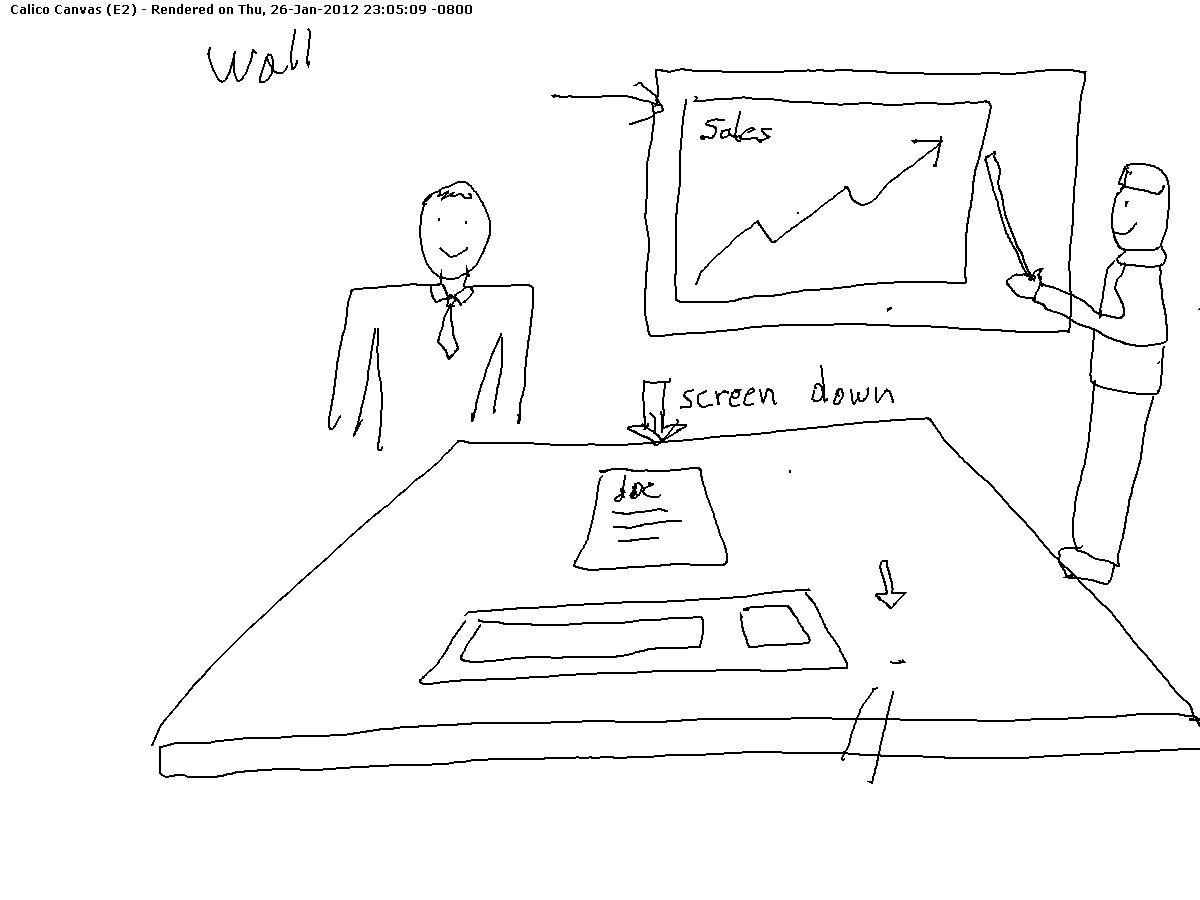 Calico Canvas (E2) - Rendered on Thu, 26-Jan-2012 23:05:09 -0800
Wall
Sales
screen down
doc